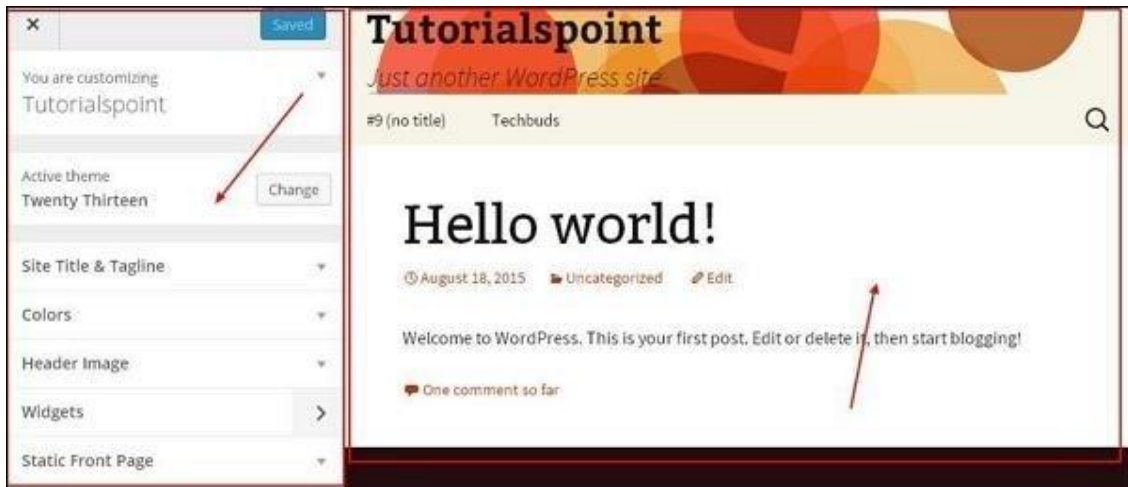 Saved
You are customizing
Tutorialspoint
Active theme
Twenty Thirteen
Change
Site Title & Tagline
Colors
Header Image
Widgets
Static Front Page
Tutorialspoint
Just another WordPress site
#9 (no title) Techbuds
Hello world!
August 18, 2015 Uncategorized Edit
Welcome to WordPress. This is your first post. Edit or delete it, then start blogging!
One comment so far